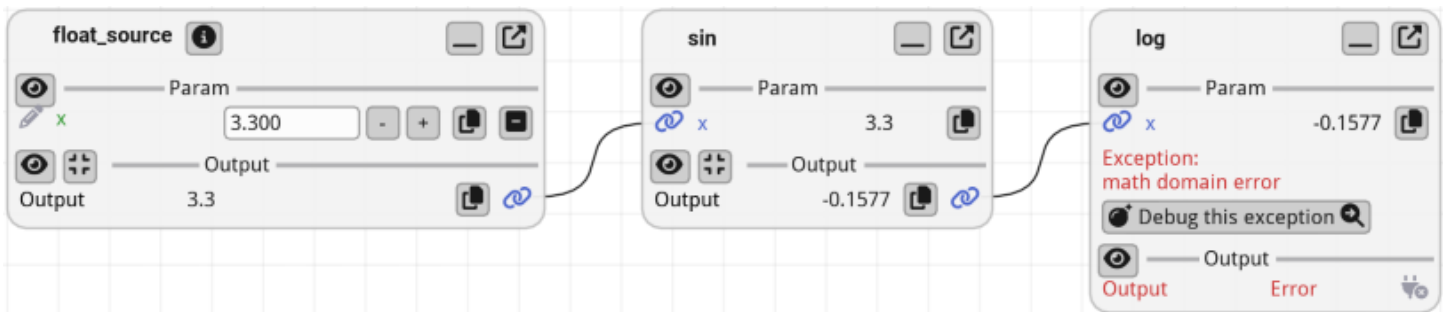 float_source
Param
x 3.300 - +
Output
Output 3.3
sin
Param
x 3.3
Output
Output -0.1577
log
Param
x -0.1577
Exception:
math domain error
Debug this exception
Output
Output Error